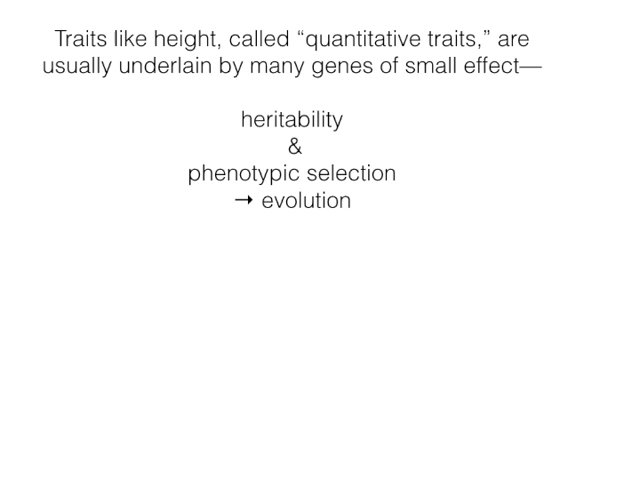 Traits like height, called “quantitative traits,” are
usually underlain by many genes of small effect—
heritability
&
phenotypic selection
→ evolution